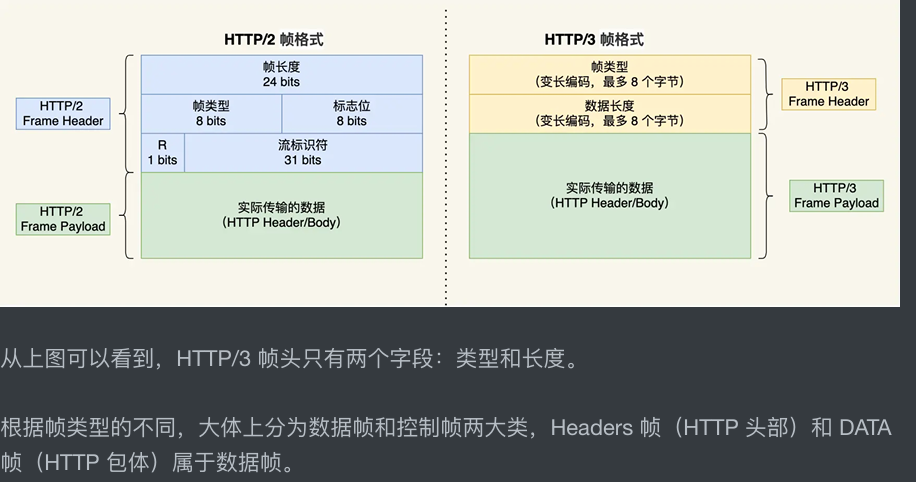 HTTP/2 帧格式
HTTP/3 帧格式
帧长度
24 bits
帧类型
8 bits
标志位
8 bits
R
1 bits
流标识符
31 bits
实际传输的数据
（HTTP Header/Body）
HTTP/2
Frame Header
HTTP/2
Frame Payload
帧类型
（变长编码，最多 8 个字节）
数据长度
（变长编码，最多 8 个字节）
实际传输的数据
（HTTP Header/Body）
HTTP/3
Frame Header
HTTP/3
Frame Payload
从上图可以看到，HTTP/3 帧头只有两个字段：类型和长度。
根据帧类型的不同，大体上分为数据帧和控制帧两大类，Headers 帧（HTTP 头部）和 DATA
帧（HTTP 包体）属于数据帧。